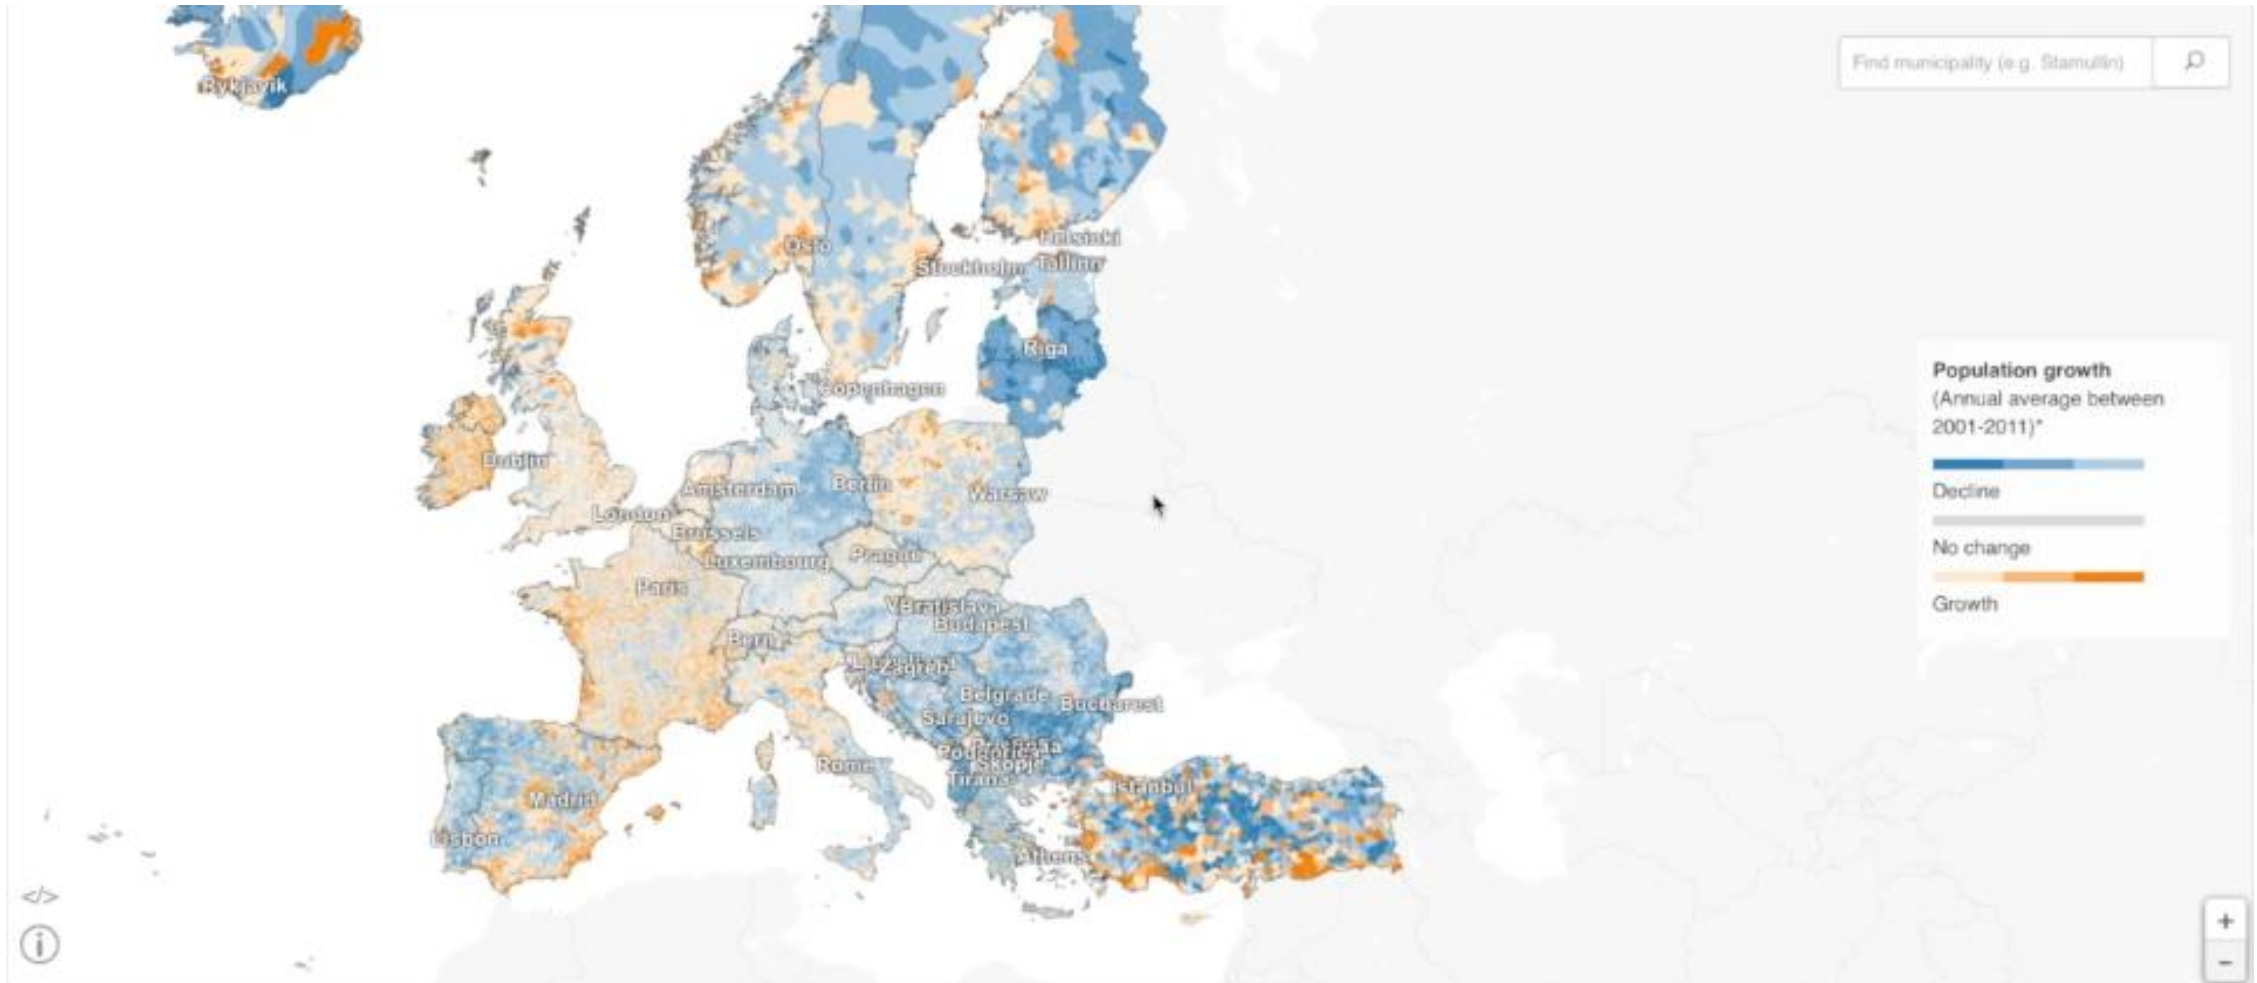 Rykjavik
Find municipality (e.g. Stamullin)
Oslo
Helsinki
Stockholm
Tallinn
Riga
Copenhagen
Population growth
(Annual average between
2001-2011)*
Decline
No change
Growth
Dublin
Amsterdam
Berlin
Warsaw
London
Brussels
Prague
Luxembourg
Paris
Bratislava
Budapest
Bern
Zagreb
Belgrade
Bucharest
Sarajevo
Rome
Skopje
Tirana
Istanbul
Madrid
Lisbon
Athens
</>
+
−